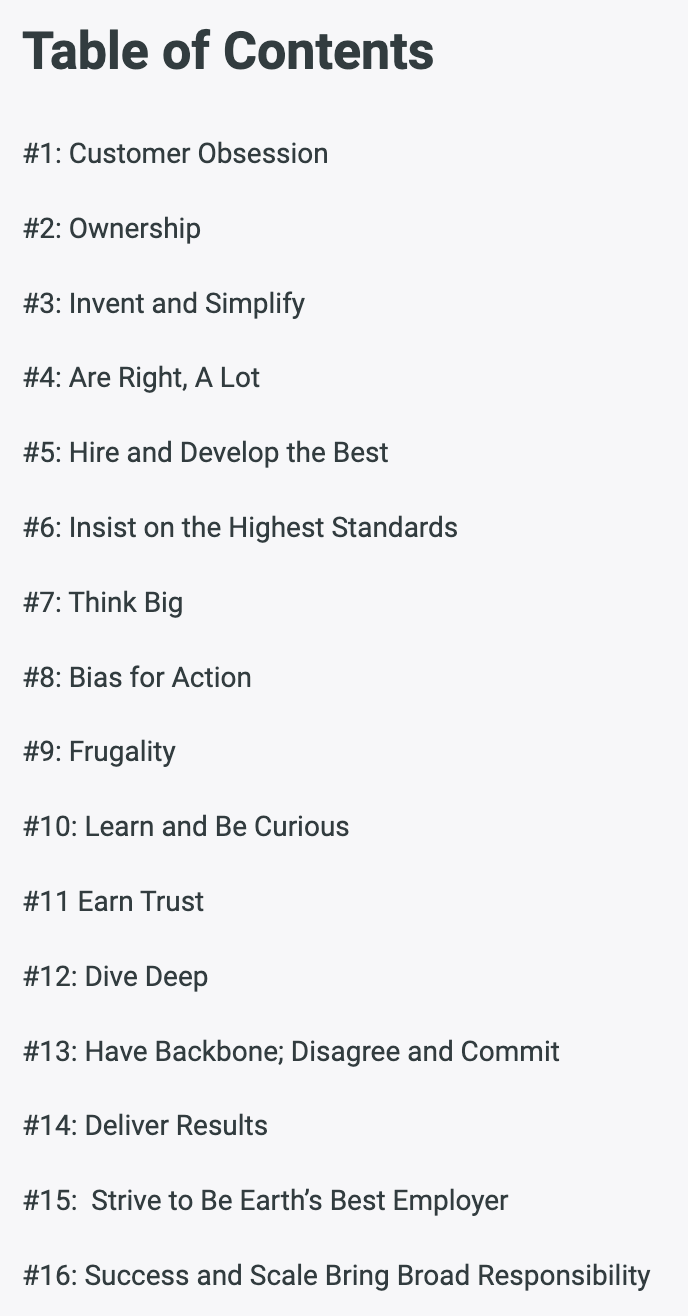 Table of Contents
#1: Customer Obsession
#2: Ownership
#3: Invent and Simplify
#4: Are Right, A Lot
#5: Hire and Develop the Best
#6: Insist on the Highest Standards
#7: Think Big
#8: Bias for Action
#9: Frugality
#10: Learn and Be Curious
#11 Earn Trust
#12: Dive Deep
#13: Have Backbone; Disagree and Commit
#14: Deliver Results
#15:  Strive to Be Earth’s Best Employer
#16: Success and Scale Bring Broad Responsibility